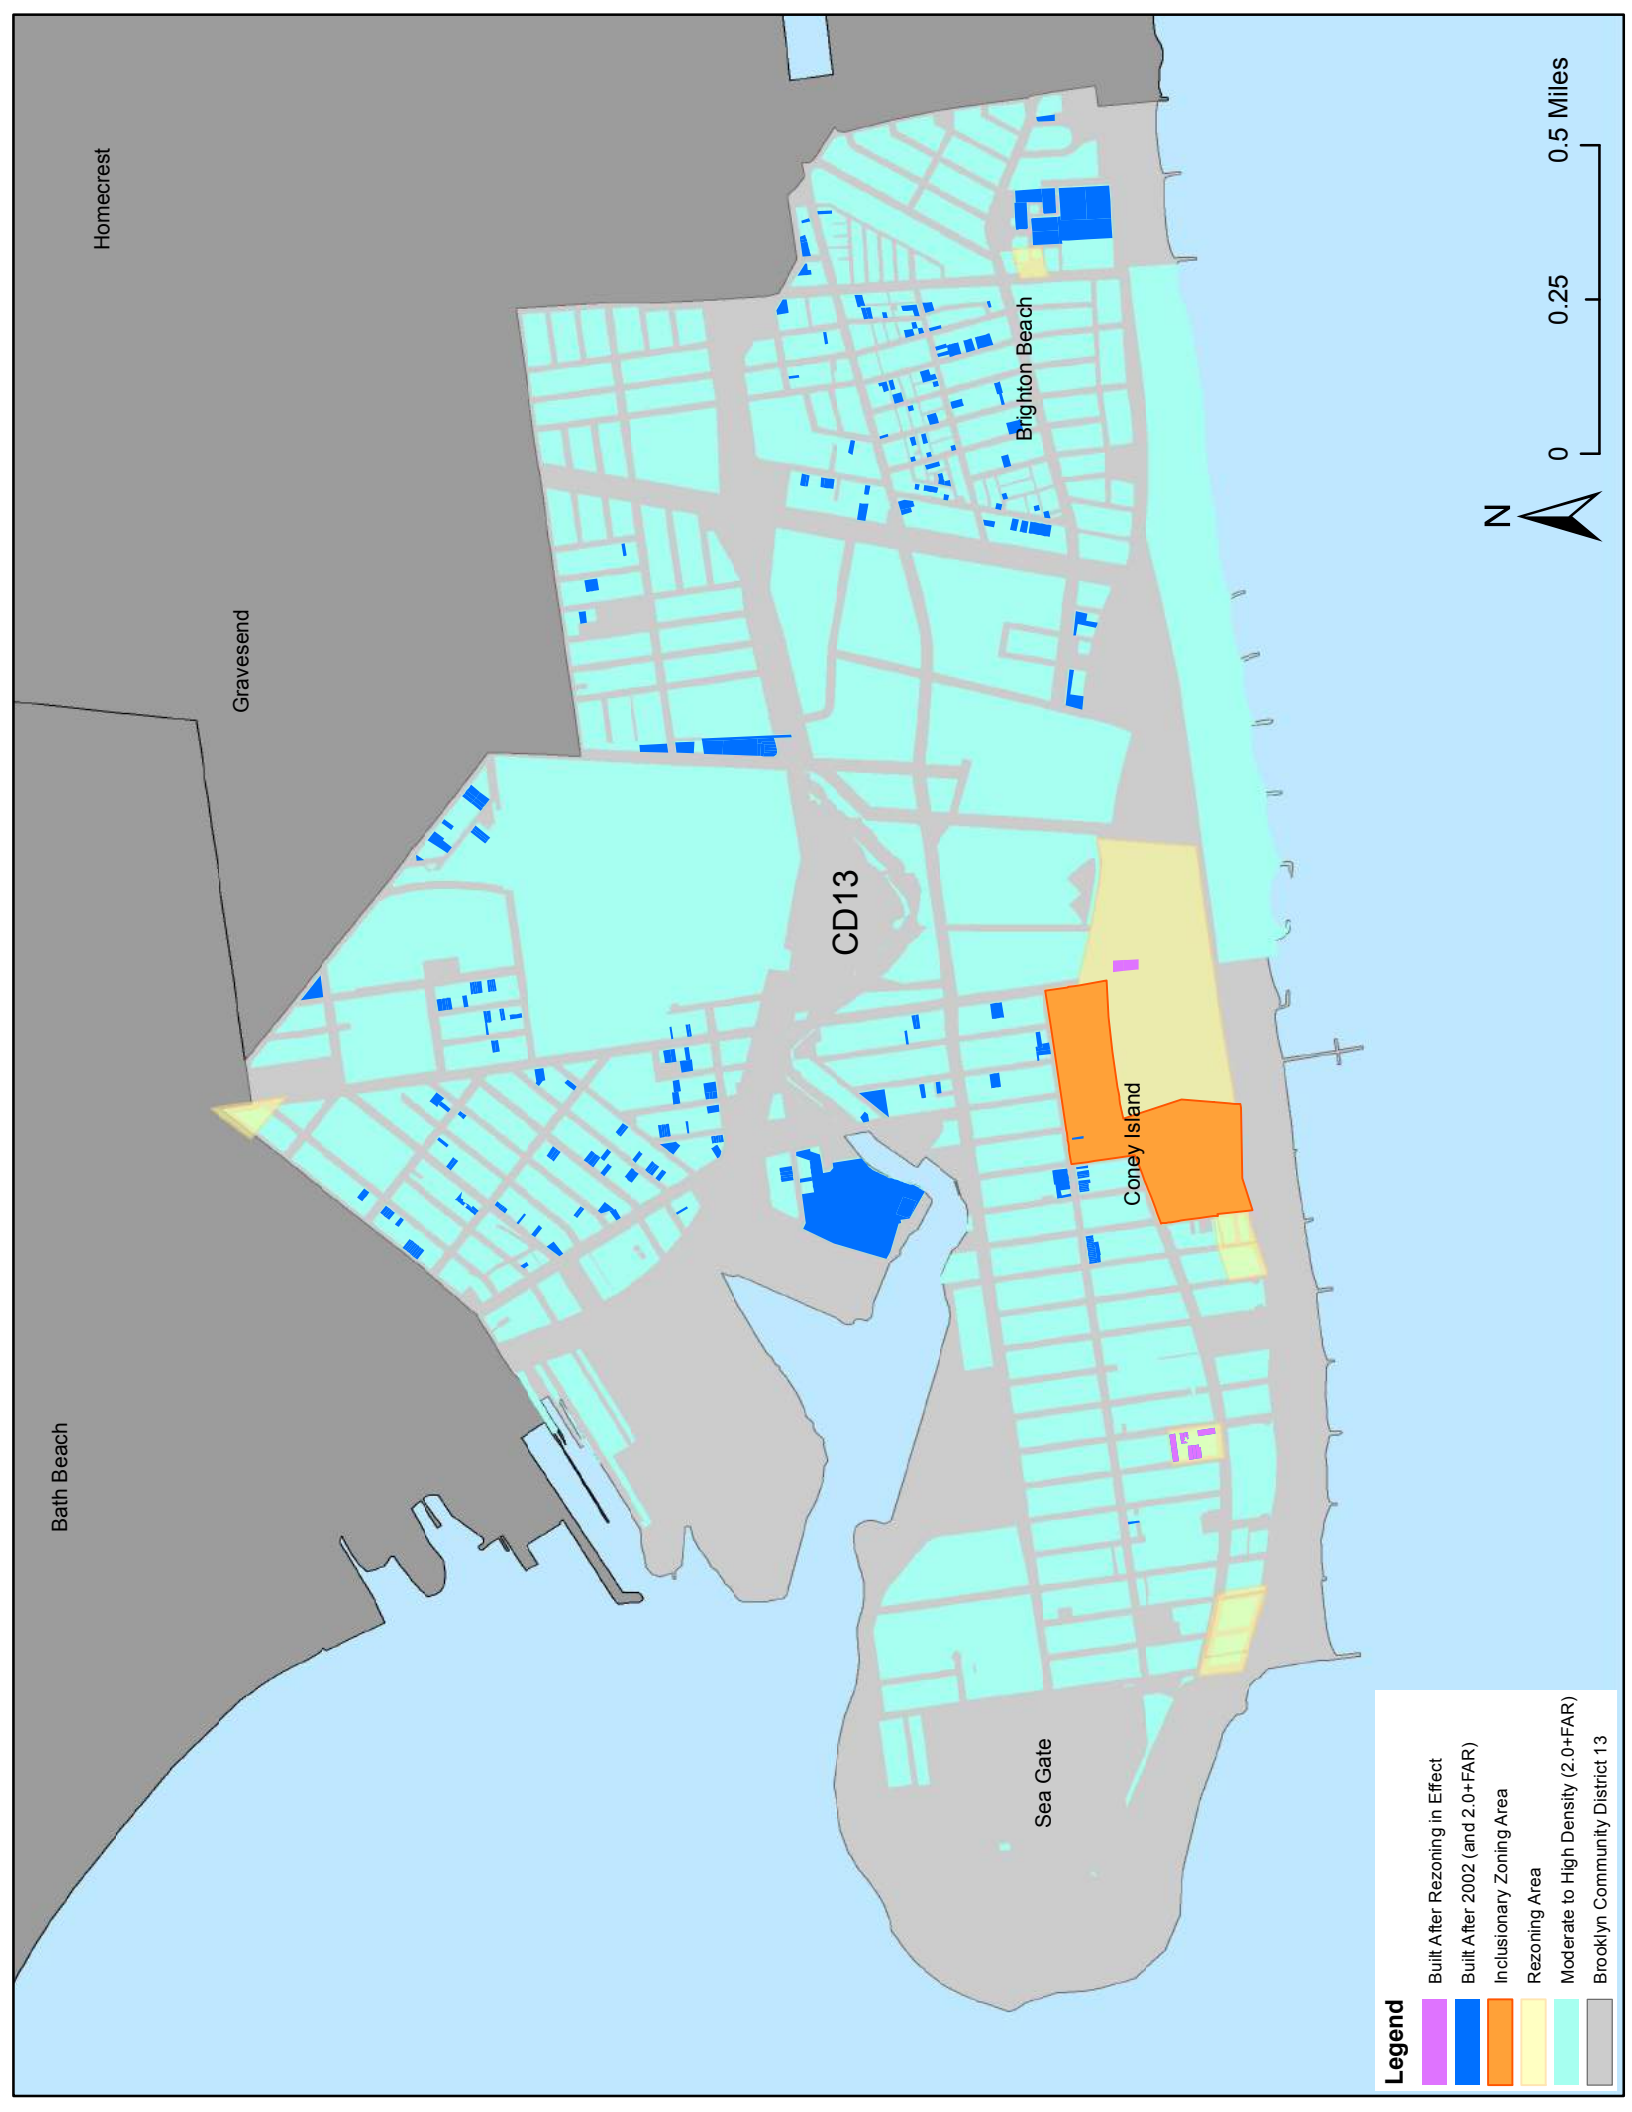 Bath Beach
Gravesend
Homecrest
CD13
Sea Gate
Coney Island
Brighton Beach
Legend
Built After Rezoning in Effect
Built After 2002 (and 2.0+FAR)
Inclusionary Zoning Area
Rezoning Area
Moderate to High Density (2.0+FAR)
Brooklyn Community District 13
N
0 0.25 0.5 Miles